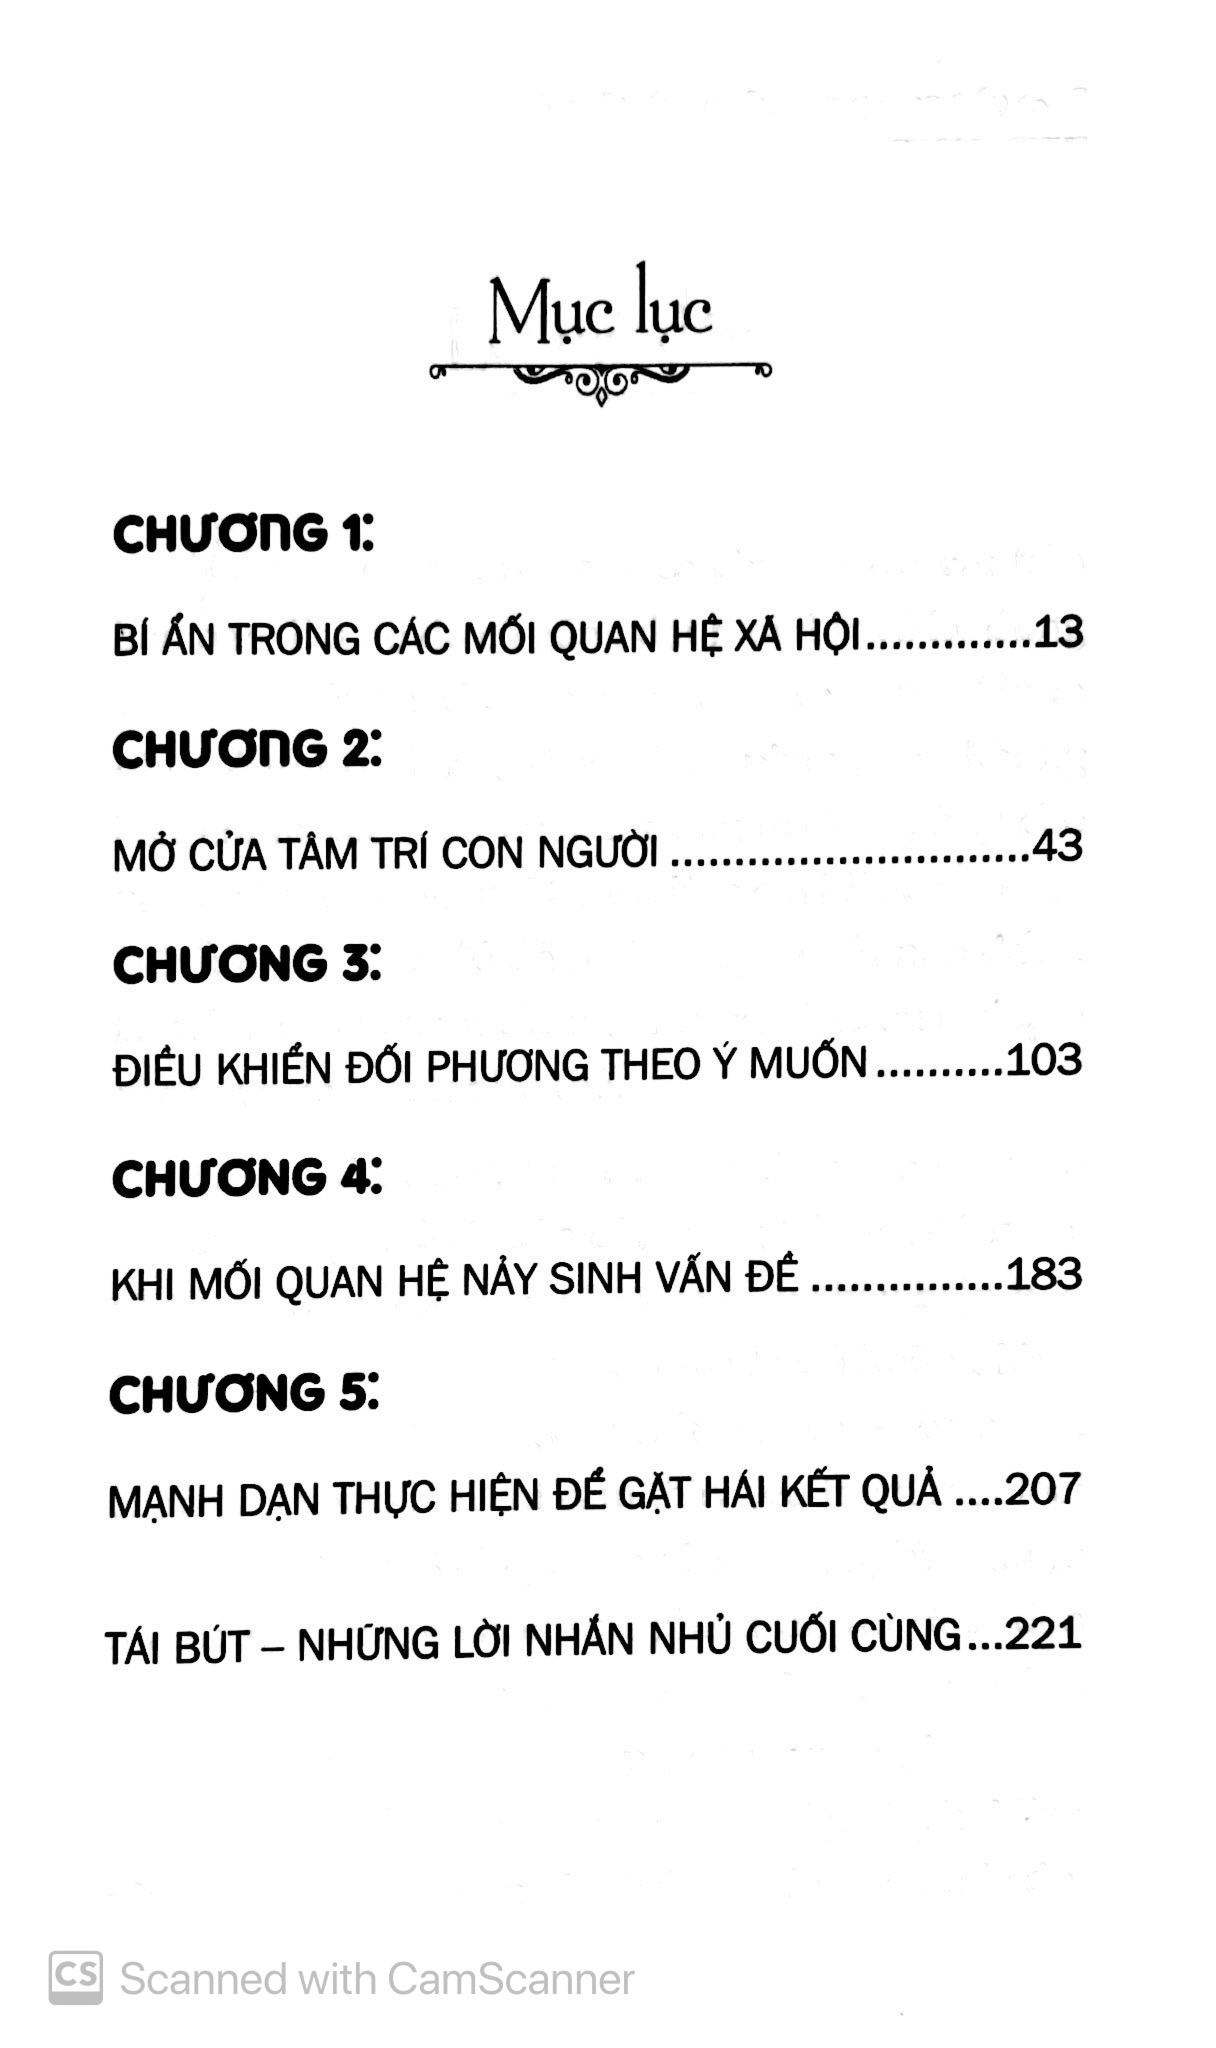 Mục lục
CHƯƠNG 1:
BÍ ẨN TRONG CÁC MỐI QUAN HỆ XÃ HỘI.............13
CHƯƠNG 2:
MỞ CỬA TÂM TRÍ CON NGƯỜI ............................43
CHƯƠNG 3:
ĐIỀU KHIỂN ĐỐI PHƯƠNG THEO Ý MUỐN..........103
CHƯƠNG 4:
KHI MỐI QUAN HỆ NẢY SINH VẤN ĐỀ ...............183
CHƯƠNG 5:
MẠNH DẠN THỰC HIỆN ĐỂ GẶT HÁI KẾT QUẢ ....207
TÁI BÚT – NHỮNG LỜI NHẮN NHỦ CUỐI CÙNG...221
CS Scanned with CamScanner